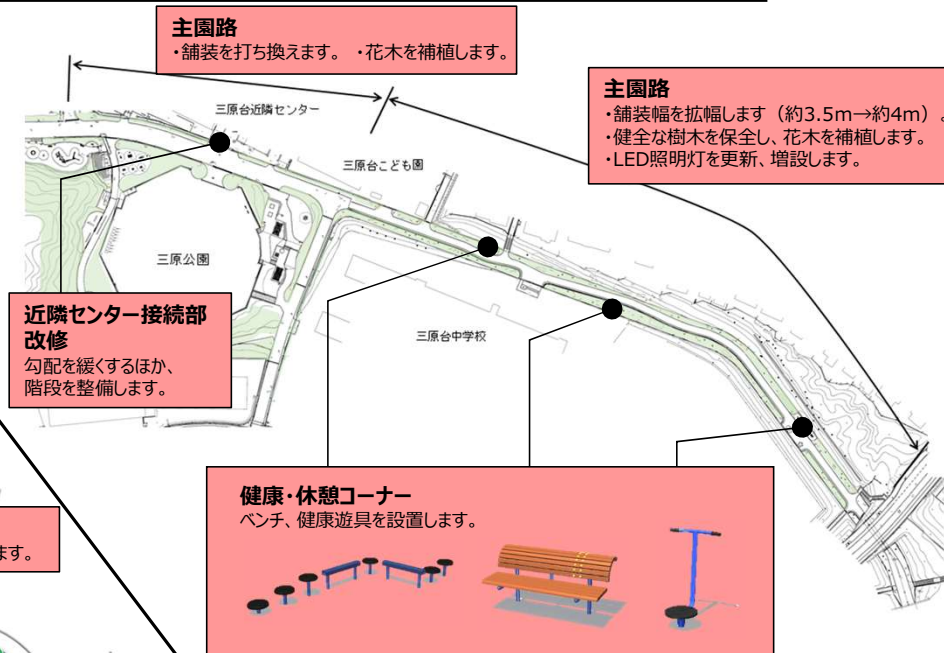 主園路
・舗装を打ち換えます。 ・花木を補植します。
主園路
・舗装幅を拡幅します（約3.5m→約4m）。
・健全な樹木を保全し、花木を補植します。
・LED照明灯を更新、増設します。
三原台近隣センター
三原台こども園
三原公園
三原台中学校
近隣センター接続部
改修
勾配を緩くするほか、
階段を整備します。
ます。
健康・休憩コーナー
ベンチ、健康遊具を設置します。